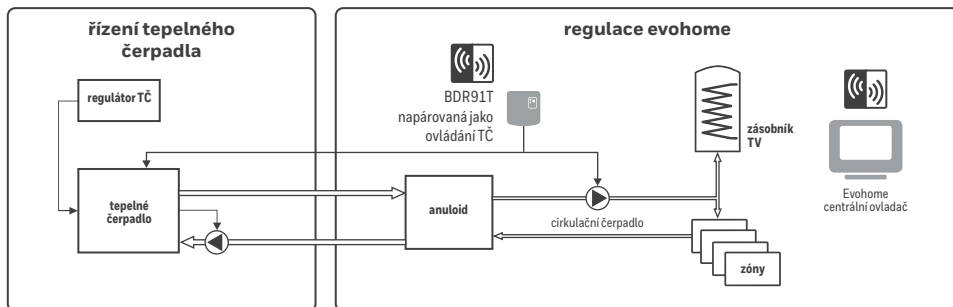 řízení tepelného
čerpadla
regulátor TČ
tepelné
čerpadlo
regulace evohome
BDR91T
napárovaná jako
ovládání TČ
anuloid
cirkulační čerpadlo
zásobník
TV
zóny
Evohome
centrální ovladač